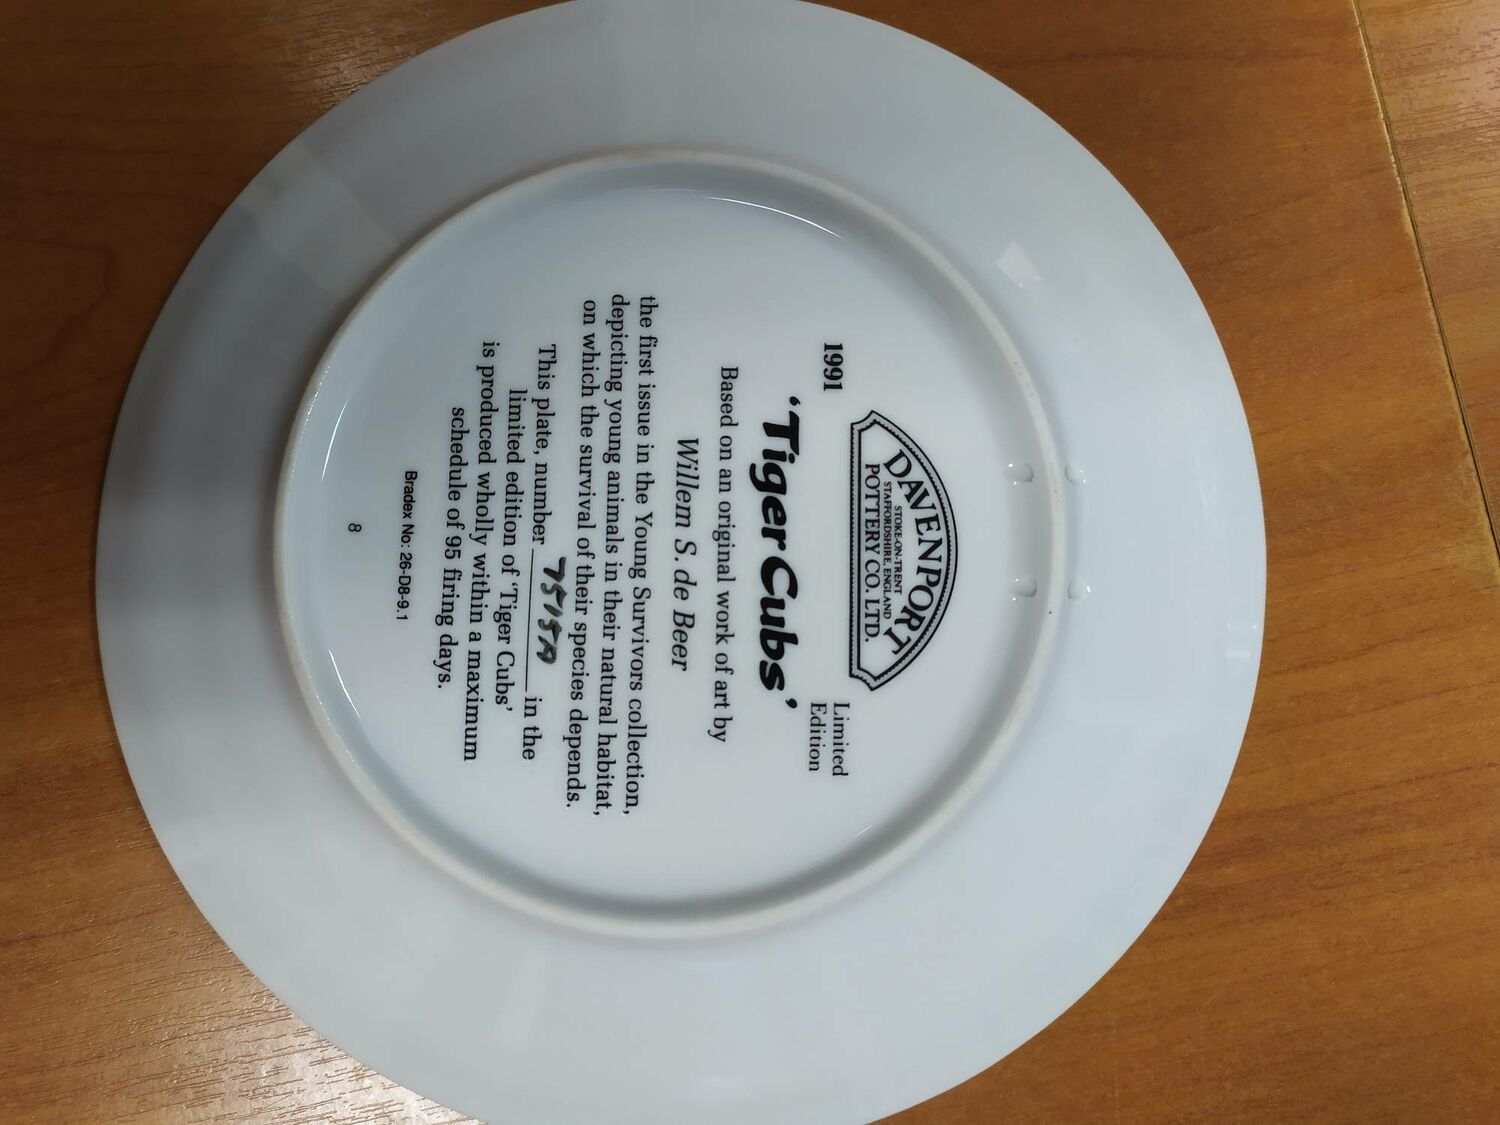 DAVENPORT
STOKE-ON-TRENT
STAFFORDSHIRE, ENGLAND
POTTERY CO. LTD.
1991
Limited
Edition
‘Tiger Cubs’
Based on an original work of art by
Willem S. de Beer
the first issue in the Young Survivors collection,
depicting young animals in their natural habitat,
on which the survival of their species depends.
This plate, number 7515A in the
limited edition of ‘Tiger Cubs’
is produced wholly within a maximum
schedule of 95 firing days.
Bradex No: 26-D8-9.1
8